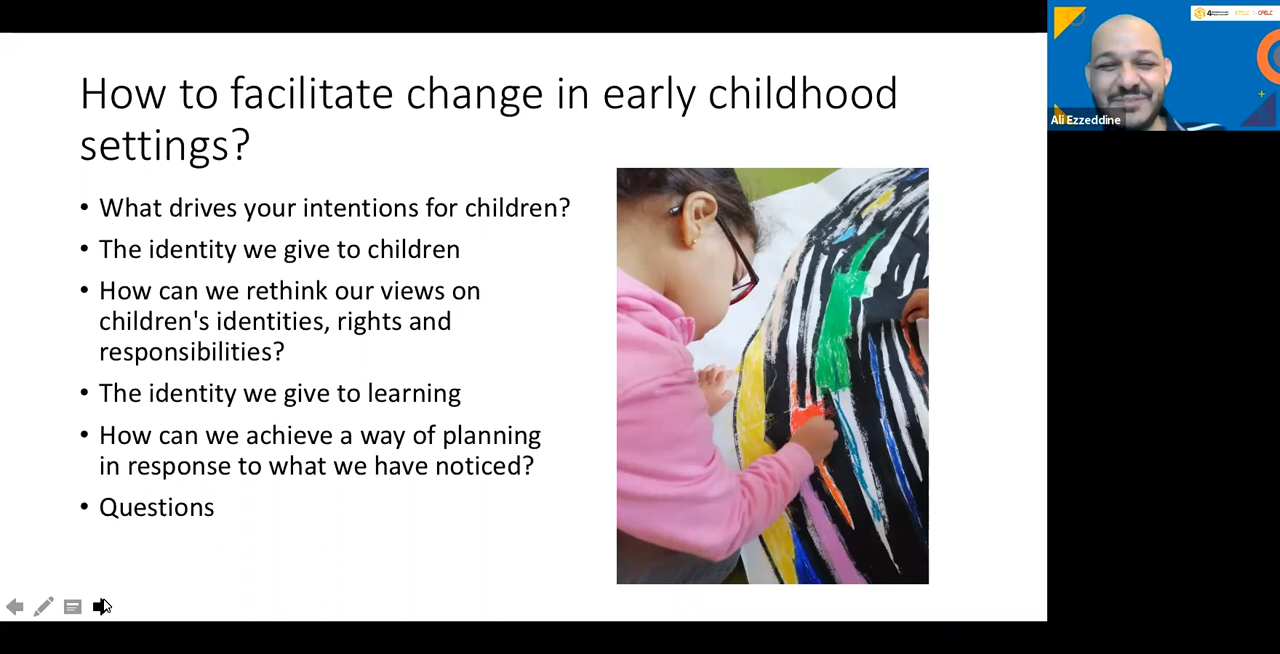 How to facilitate change in early childhood
settings?
• What drives your intentions for children?
• The identity we give to children
• How can we rethink our views on
children's identities, rights and
responsibilities?
• The identity we give to learning
• How can we achieve a way of planning
in response to what we have noticed?
• Questions
Ali Ezzeddine